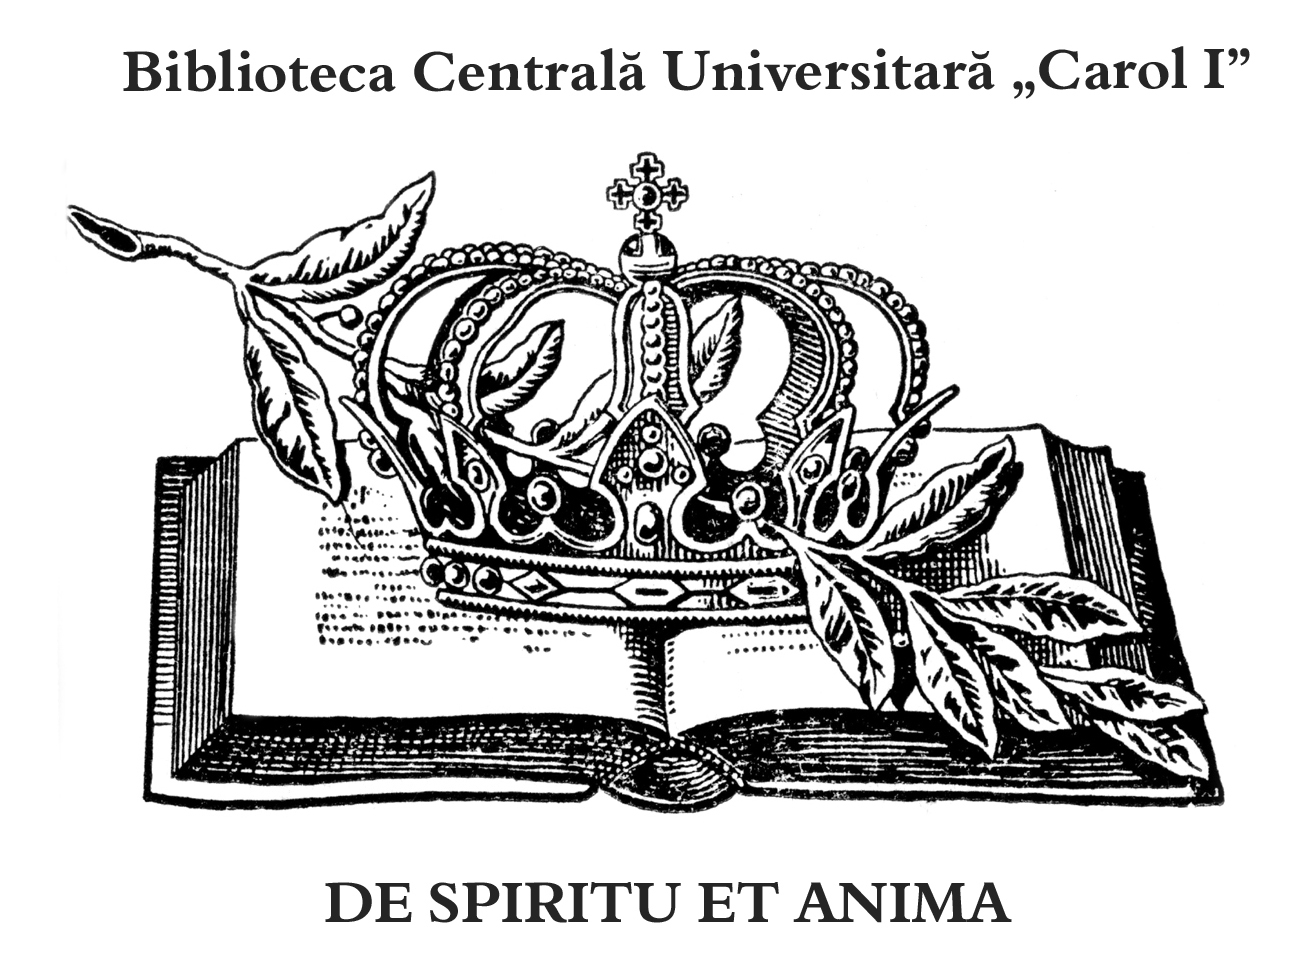 Biblioteca Centrală Universitară „Carol I”
DE SPIRITU ET ANIMA